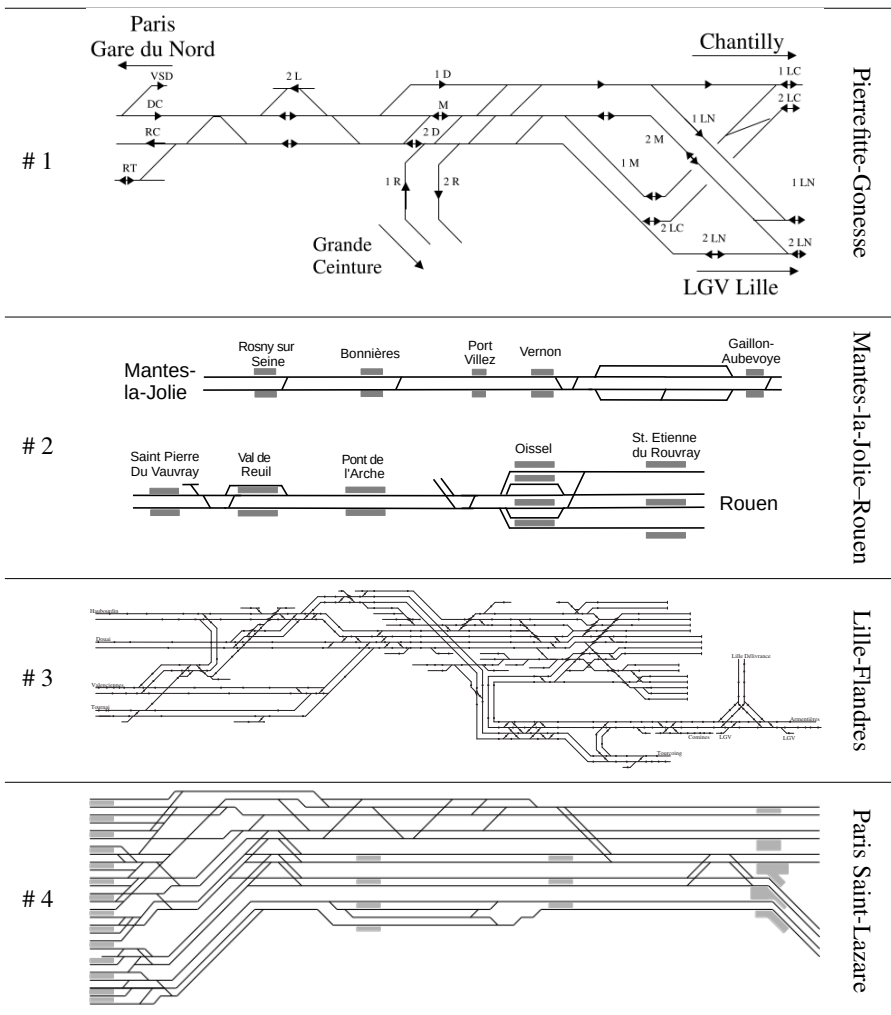 Paris
Gare du Nord
Chantilly
VSD
2 L
1 D
1 LC
2 LC
DC
M
1 LN
RC
2 D
2 M
# 1
RT
1 R
2 R
1 M
1 LN
2 LC
Grande
Ceinture
2 LN
2 LN
LGV Lille
Pierrefitte-Gonesse
Rosny sur
Seine
Bonnières
Port
Villez
Vernon
Gaillon-
Aubevoye
Mantes-
la-Jolie
# 2
Saint Pierre
Du Vauvray
Val de
Reuil
Pont de
l'Arche
Oissel
St. Etienne
du Rouvray
Rouen
Mantes-la-Jolie–Rouen
Haubourdin
Douai
# 3
Valenciennes
Tournai
Lille Délivrance
Armentières
Comines
LGV
LGV
Tourcoing
Lille-Flandres
# 4
Paris Saint-Lazare